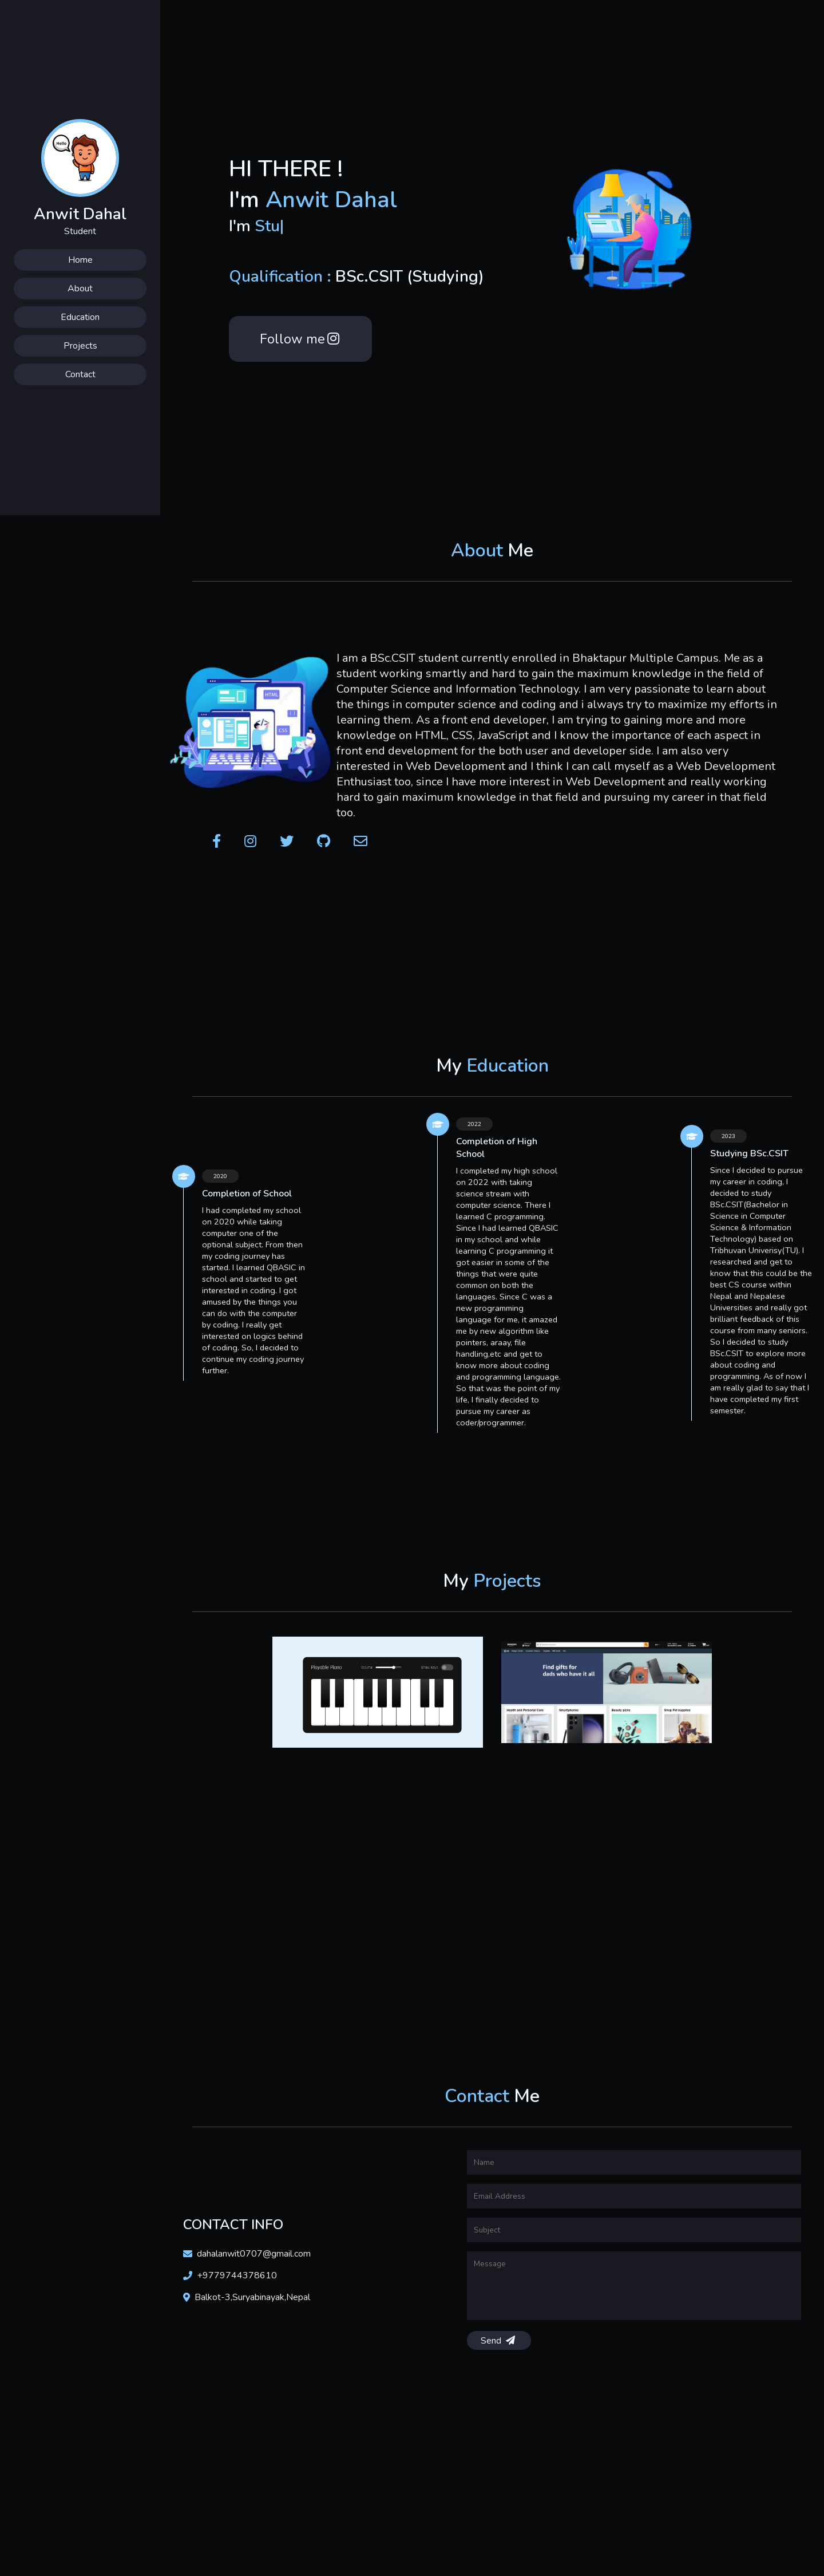 Hello
Anwit Dahal
Student
Home
About
Education
Projects
Contact
HI THERE !
I'm Anwit Dahal
I'm Stu|
Qualification : BSc.CSIT (Studying)
Follow me
About Me
HTML
CSS
I am a BSc.CSIT student currently enrolled in Bhaktapur Multiple Campus. Me as a
student working smartly and hard to gain the maximum knowledge in the field of
Computer Science and Information Technology. I am very passionate to learn about
the things in computer science and coding and i always try to maximize my efforts in
learning them. As a front end developer, I am trying to gaining more and more
knowledge on HTML, CSS, JavaScript and I know the importance of each aspect in
front end development for the both user and developer side. I am also very
interested in Web Development and I think I can call myself as a Web Development
Enthusiast too, since I have more interest in Web Development and really working
hard to gain maximum knowledge in that field and pursuing my career in that field
too.
My Education
2020
Completion of School
I had completed my school
on 2020 while taking
computer one of the
optional subject. From then
my coding journey has
started. I learned QBASIC in
school and started to get
interested in coding. I got
amused by the things you
can do with the computer
by coding. I really get
interested on logics behind
of coding. So, I decided to
continue my coding journey
further.
2022
Completion of High
School
I completed my high school
on 2022 with taking
science stream with
computer science. There I
learned C programming.
Since I had learned QBASIC
in my school and while
learning C programming it
got easier in some of the
things that were quite
common on both the
languages. Since C was a
new programming
language for me, it amazed
me by new algorithm like
pointers, araay, file
handling,etc and get to
know more about coding
and programming language.
So that was the point of my
life, I finally decided to
pursue my career as
coder/programmer.
2023
Studying BSc.CSIT
Since I decided to pursue
my career in coding, I
decided to study
BSc.CSIT(Bachelor in
Science in Computer
Science & Information
Technology) based on
Tribhuvan Univerisy(TU). I
researched and get to
know that this could be the
best CS course within
Nepal and Nepalese
Universities and really got
brilliant feedback of this
course from many seniors.
So I decided to study
BSc.CSIT to explore more
about coding and
programming. As of now I
am really glad to say that I
have completed my first
semester.
My Projects
Playable Piano
Find gifts for
dads who have it all
Health and Personal Care
Smartphones
Beauty picks
Shop Pet supplies
Contact Me
CONTACT INFO
dahalanwit0707@gmail.com
+9779744378610
Balkot-3,Suryabinayak,Nepal
Name
Email Address
Subject
Message
Send